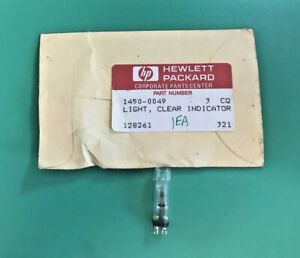 hp HEWLETT
PACKARD
CORPORATE PARTS CENTER
PART NUMBER
1450-0049 3 CQ
LIGHT, CLEAR INDICATOR
1EA
128261 321